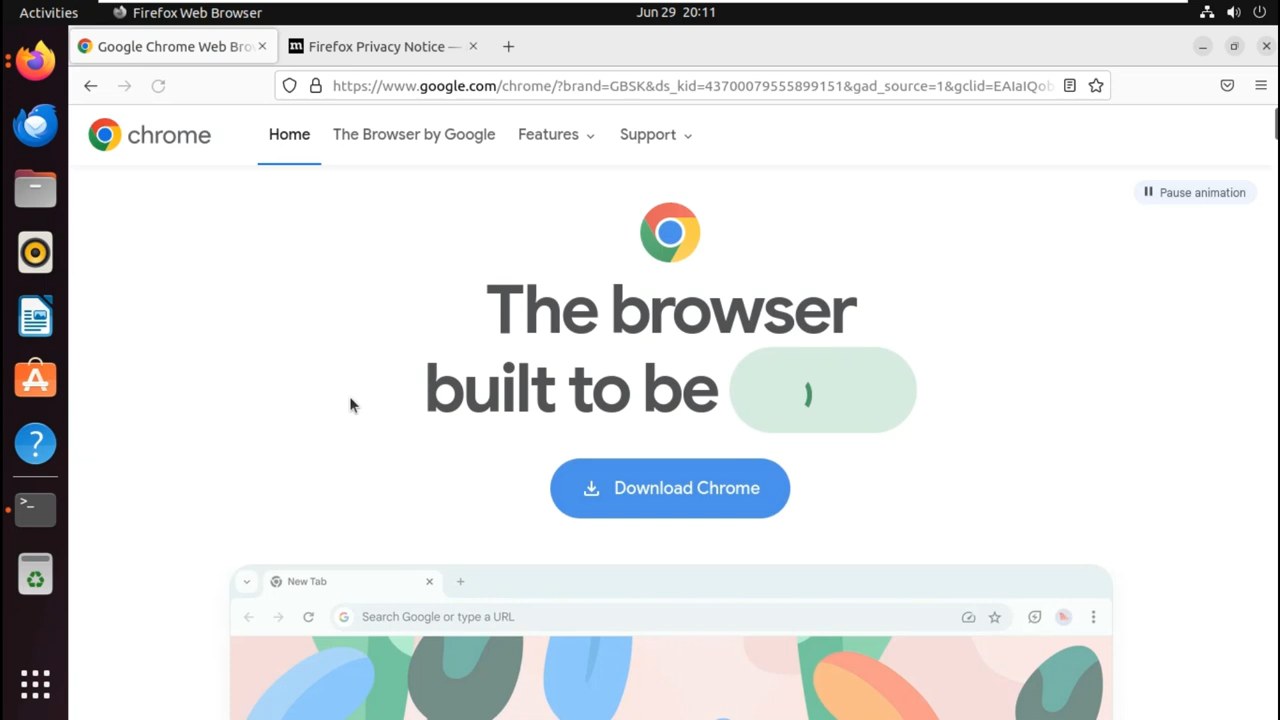 Activities
Firefox Web Browser
Jun 29 20:11
Google Chrome Web Bro
Firefox Privacy Notice —
https://www.google.com/chrome/?brand=GBSK&ds_kid=43700079555899151&gad_source=1&gclid=EAIaIQob
chrome
Home
The Browser by Google
Features
Support
Pause animation
The browser
built to be
Download Chrome
New Tab
Search Google or type a URL